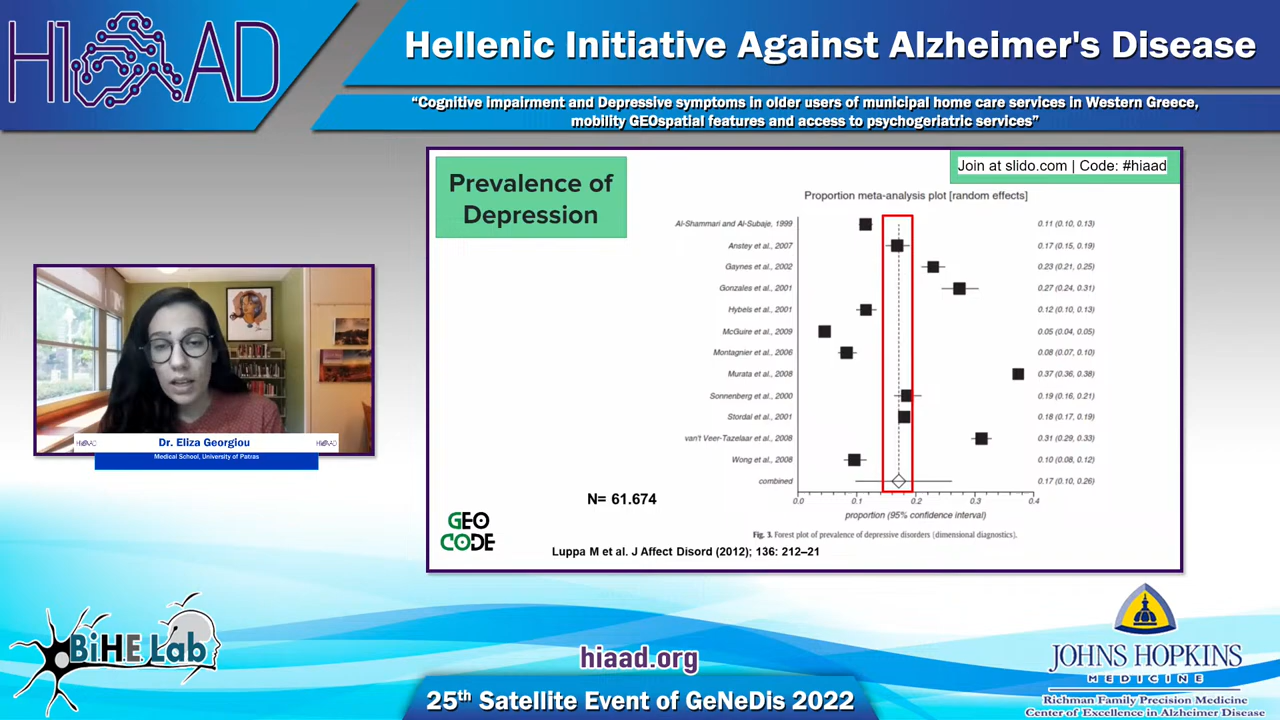 HIAAD
Hellenic Initiative Against Alzheimer's Disease
“Cognitive impairment and Depressive symptoms in older users of municipal home care services in Western Greece,
mobility GEOspatial features and access to psychogeriatric services”
Prevalence of
Depression
Join at slido.com | Code: #hiaad
Proportion meta-analysis plot [random effects]
Al-Shammari and Al-Subaje, 1999 0.11 (0.10, 0.13)
Anstey et al., 2007 0.17 (0.15, 0.19)
Gaynes et al., 2002 0.23 (0.21, 0.25)
Gonzales et al., 2001 0.27 (0.24, 0.31)
Hybels et al., 2001 0.12 (0.10, 0.13)
McGuire et al., 2009 0.05 (0.04, 0.05)
Montagnier et al., 2006 0.08 (0.07, 0.10)
Murata et al., 2008 0.37 (0.36, 0.38)
Sonnenberg et al., 2000 0.19 (0.16, 0.21)
Stordal et al., 2001 0.18 (0.17, 0.19)
van't Veer-Tazelaar et al., 2008 0.31 (0.29, 0.33)
Wong et al., 2008 0.10 (0.08, 0.12)
combined 0.17 (0.10, 0.26)
0.0 0.1 0.2 0.3 0.4
proportion (95% confidence interval)
N= 61.674
Fig. 3. Forest plot of prevalence of depressive disorders (dimensional diagnostics).
GEO
CODE
Luppa M et al. J Affect Disord (2012); 136: 212–21
HIAAD Dr. Eliza Georgiou HIAAD
Medical School, University of Patras
BiHE Lab
hiaad.org
25th Satellite Event of GeNeDis 2022
JOHNS HOPKINS
MEDICINE
Richman Family Precision Medicine
Center of Excellence in Alzheimer Disease